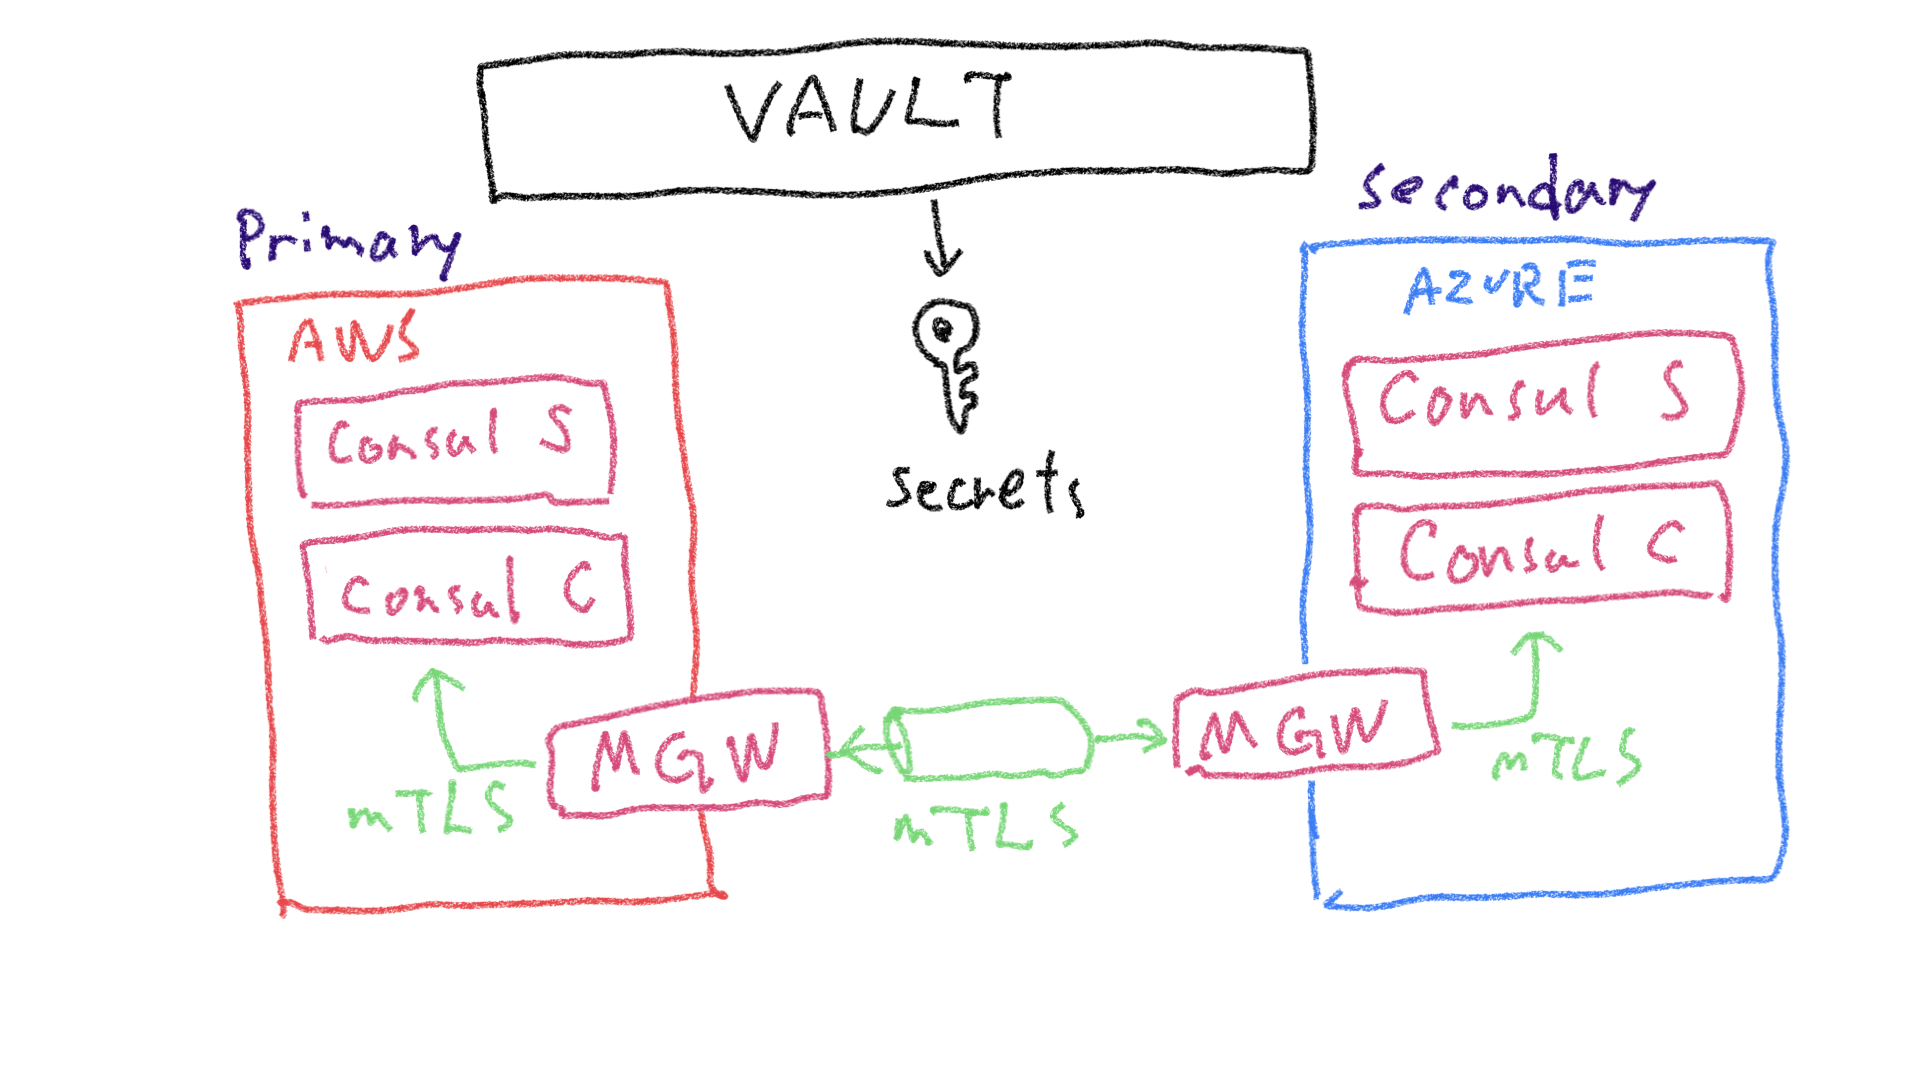 VAULT
Primary
secondary
AWS
AZURE
Consul S
Consul S
secrets
Consul C
Consul C
MGW
MGW
mTLS
mTLS
mTLS